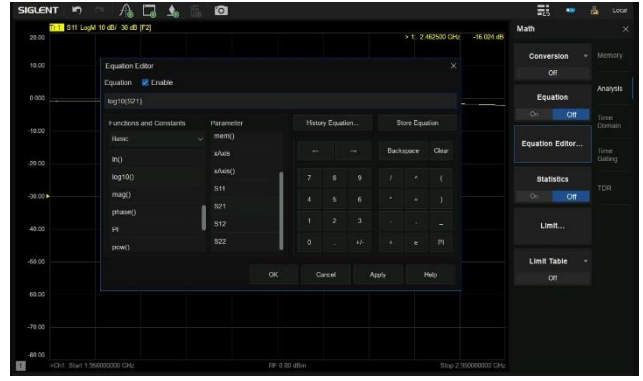 SIGLENT
Local
Tr 1 S11 LogM 10 dB/ -30 dB [F2]
> 1: 2.462500 GHz -16.024 dB
20.00
10.00
0.000
-10.00
-20.00
-30.00
-40.00
-50.00
-60.00
-70.00
-80.00
Equation Editor
Equation Enable
log10(S21)
Functions and Constants
Basic
ln()
log10()
mag()
phase()
PI
pow()
Parameter
mem()
xAxis
xAxis()
S11
S21
S12
S22
History Equation...
Store Equation
← → Backspace Clear
7 8 9 / ^ (
4 5 6 * )
1 2 3 -
0 . +/- + e PI
OK Cancel Apply Help
1 >Ch1: Start 1.950000000 GHz RF 0.00 dBm Stop 2.950000000 GHz
Math
Conversion
Off
Equation
On Off
Equation Editor...
Statistics
On Off
Limit...
Limit Table
Off
Memory
Analysis
Time Domain
Time Gating
TDR